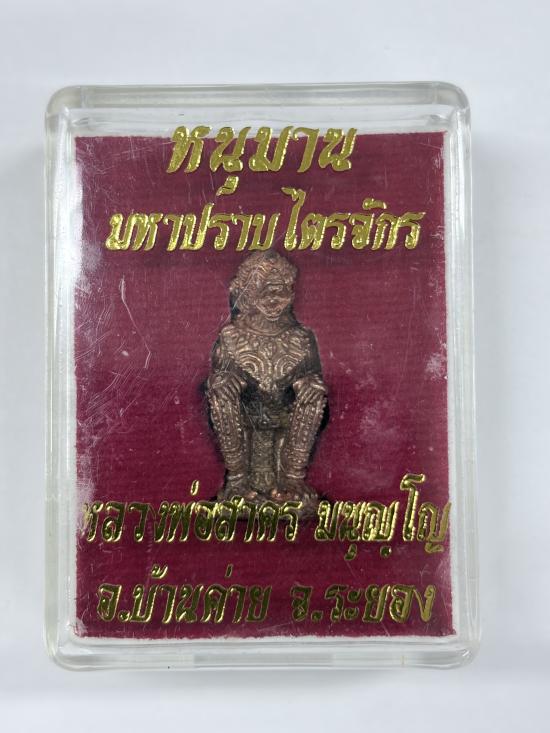 หนุมาน
มหาปราบไตรจักร
หลวงพ่อสาคร มนุญฺโญ
อ.บ้านค่าย จ.ระยอง